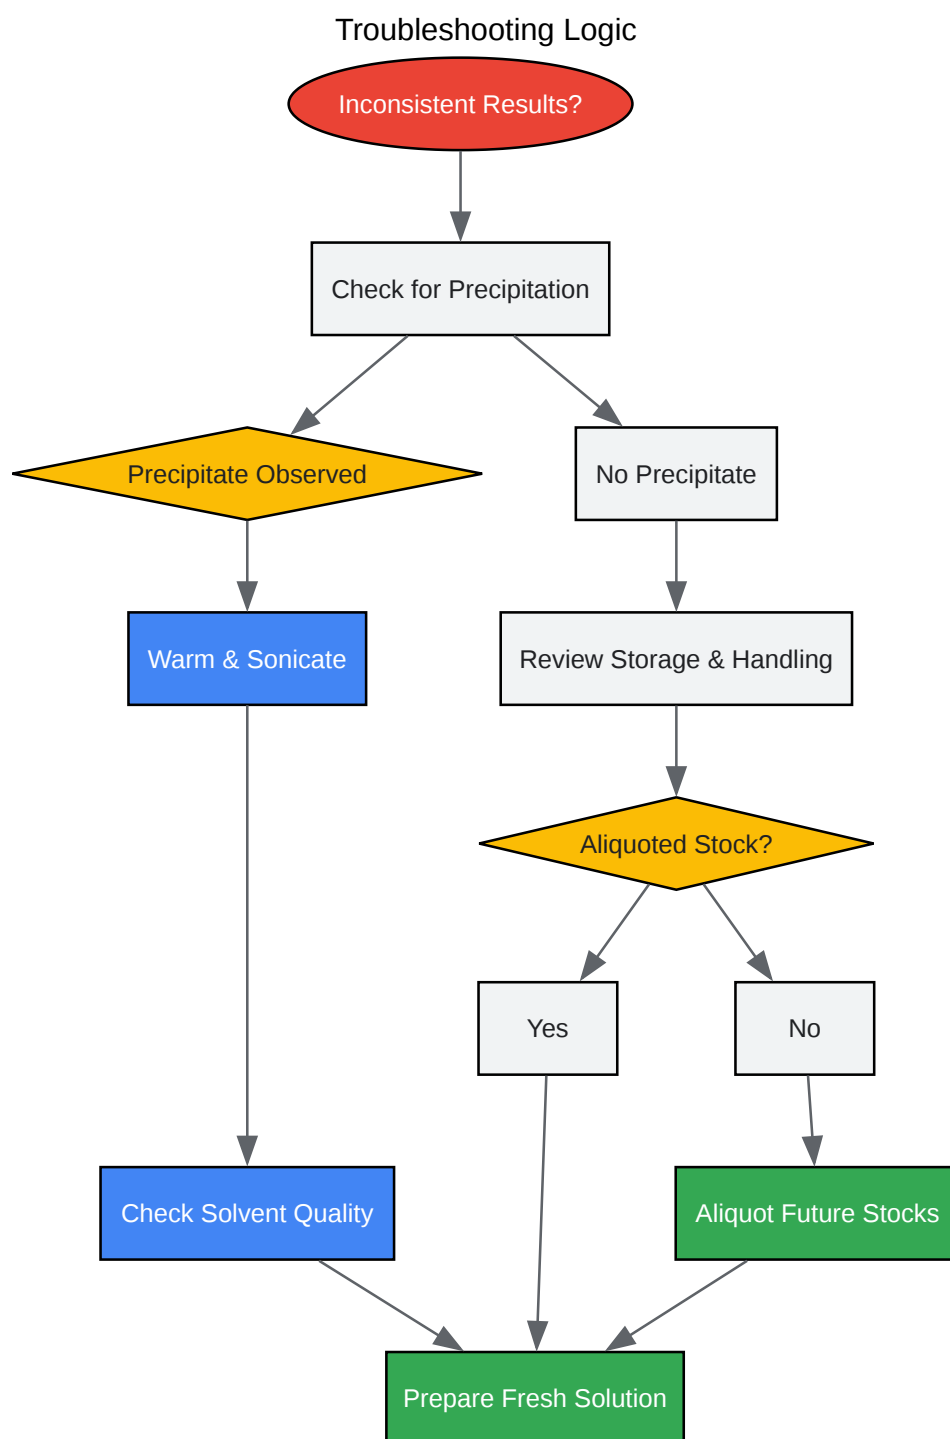 Troubleshooting Logic
Inconsistent Results?
Check for Precipitation
Precipitate Observed
No Precipitate
Warm & Sonicate
Review Storage & Handling
Aliquoted Stock?
Yes
No
Check Solvent Quality
Aliquot Future Stocks
Prepare Fresh Solution